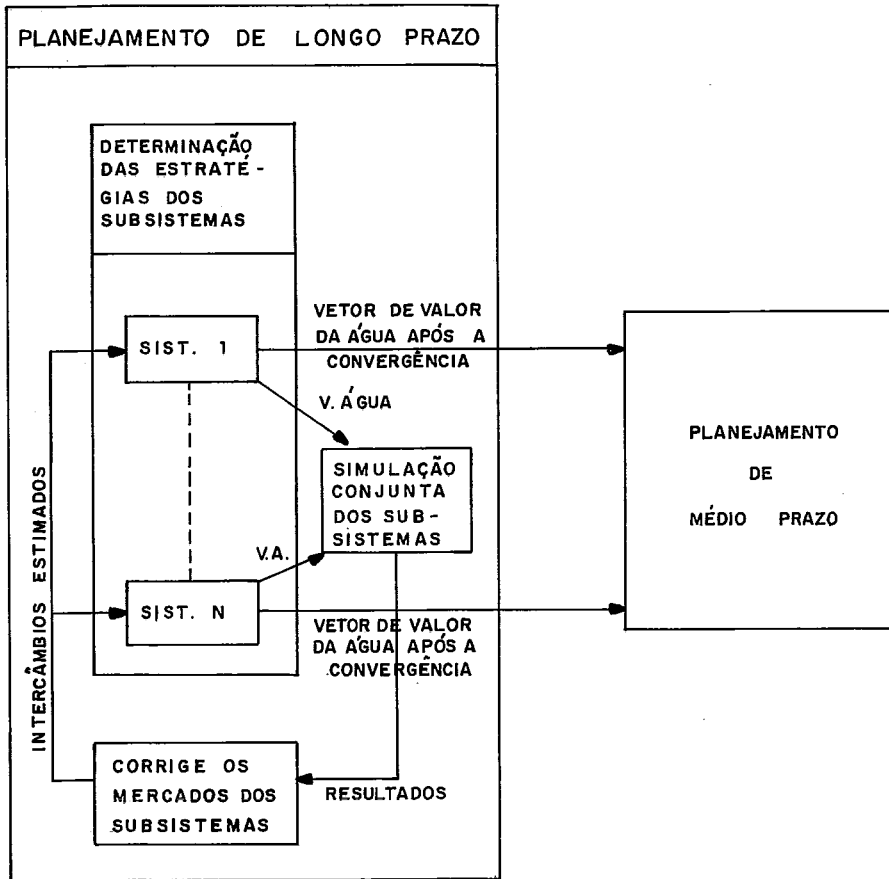 PLANEJAMENTO DE LONGO PRAZO
DETERMINAÇÃO
DAS ESTRATÉ-
GIAS DOS
SUBSISTEMAS
SIST. 1
VETOR DE VALOR
DA ÁGUA APÓS A
CONVERGÊNCIA
V. ÁGUA
SIMULAÇÃO
CONJUNTA
DOS SUB-
SISTEMAS
V.A.
SIST. N
VETOR DE VALOR
DA ÁGUA APÓS A
CONVERGÊNCIA
INTERCÂMBIOS ESTIMADOS
CORRIGE OS
MERCADOS DOS
SUBSISTEMAS
RESULTADOS
PLANEJAMENTO
DE
MÉDIO PRAZO